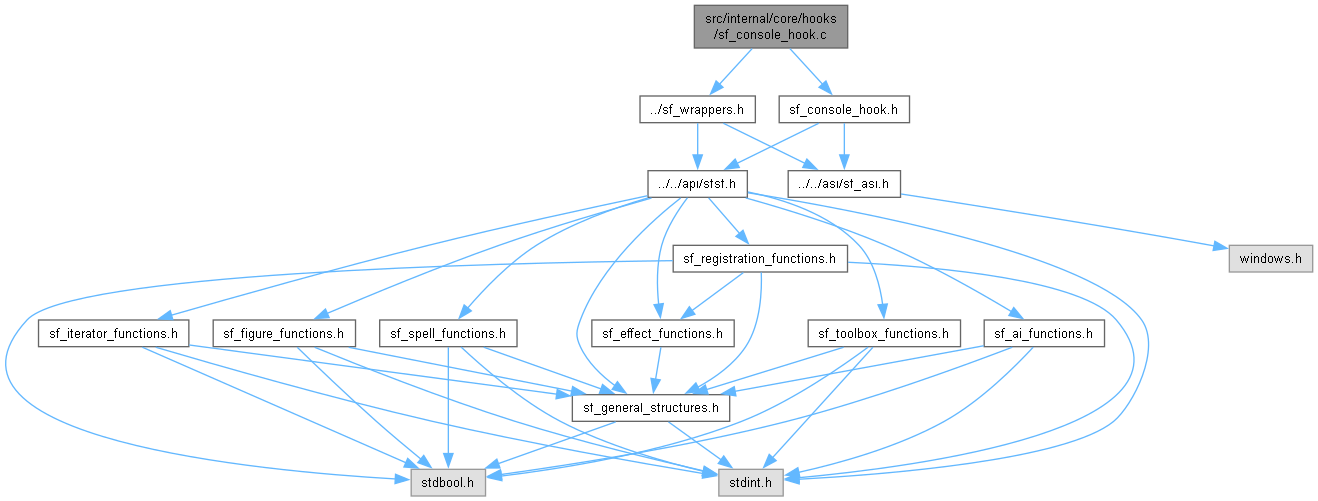 src/internal/core/hooks
/sf_console_hook.c
../sf_wrappers.h
sf_console_hook.h
../../api/sfsf.h
../../asi/sf_asi.h
sf_registration_functions.h
windows.h
sf_iterator_functions.h
sf_figure_functions.h
sf_spell_functions.h
sf_effect_functions.h
sf_toolbox_functions.h
sf_ai_functions.h
sf_general_structures.h
stdbool.h
stdint.h